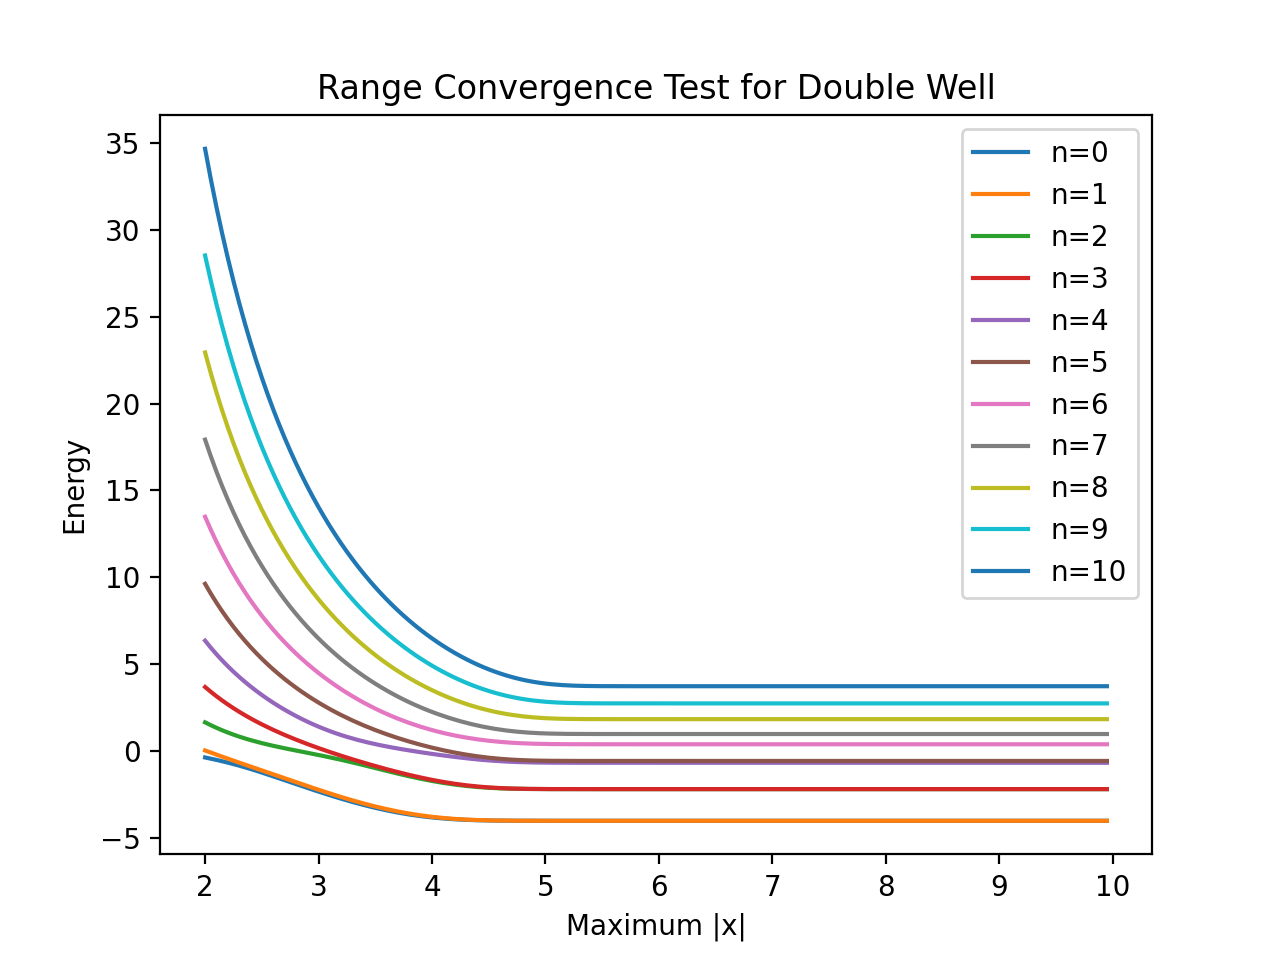 Range Convergence Test for Double Well
35
30
25
20
15
10
5
0
−5
Energy
n=0
n=1
n=2
n=3
n=4
n=5
n=6
n=7
n=8
n=9
n=10
2 3 4 5 6 7 8 9 10
Maximum |x|